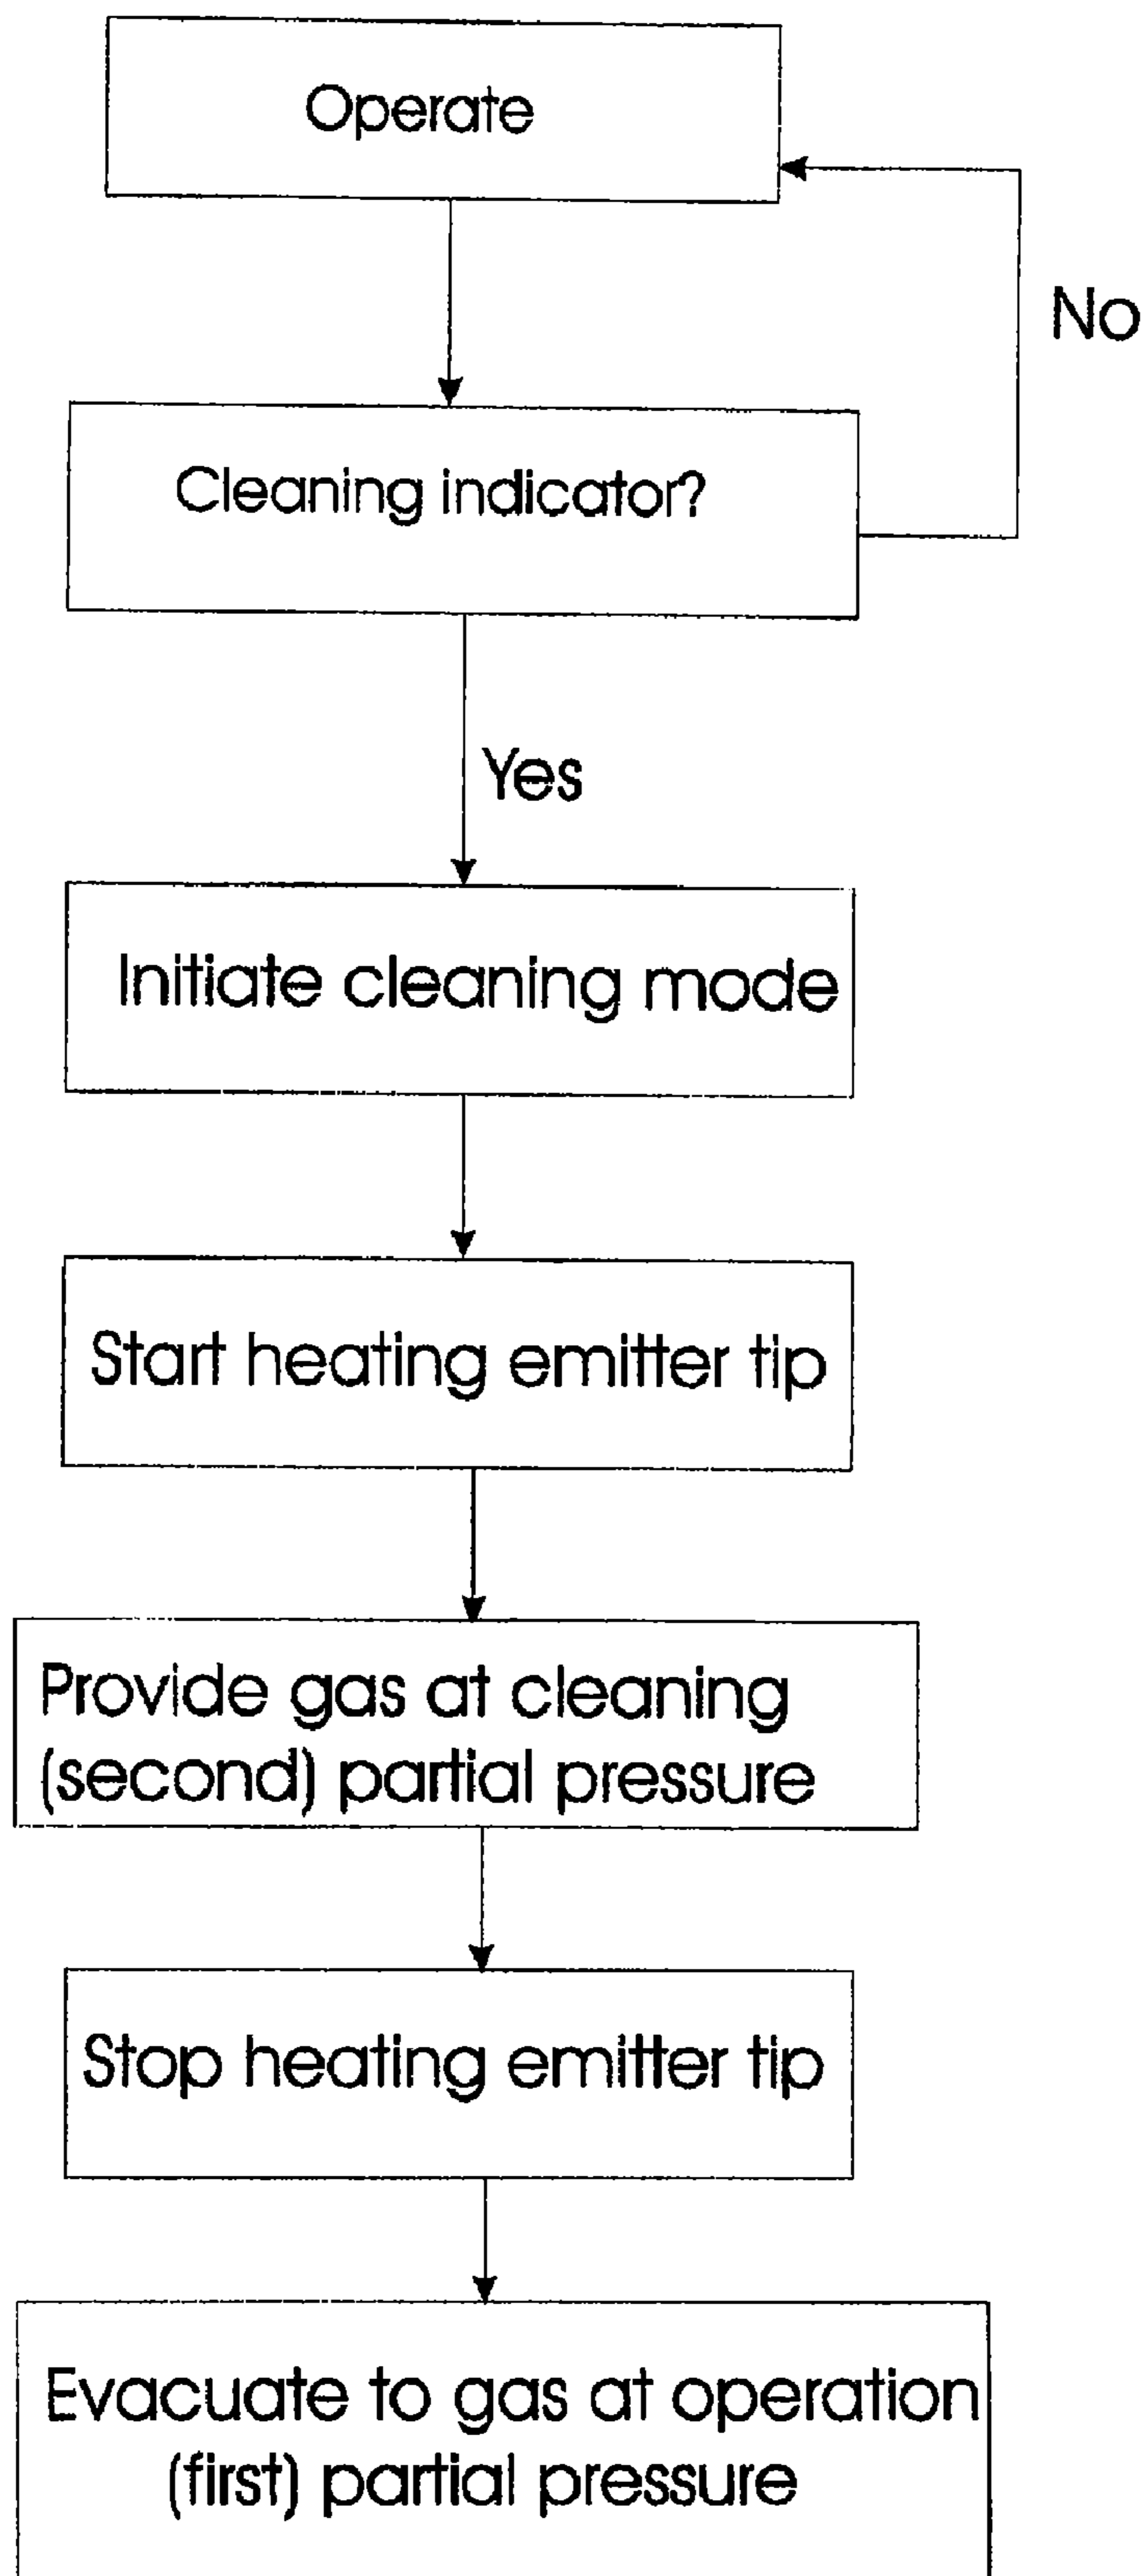 Operate
No
Cleaning indicator?
Yes
Initiate cleaning mode
Start heating emitter tip
Provide gas at cleaning
(second) partial pressure
Stop heating emitter tip
Evacuate to gas at operation
(first) partial pressure